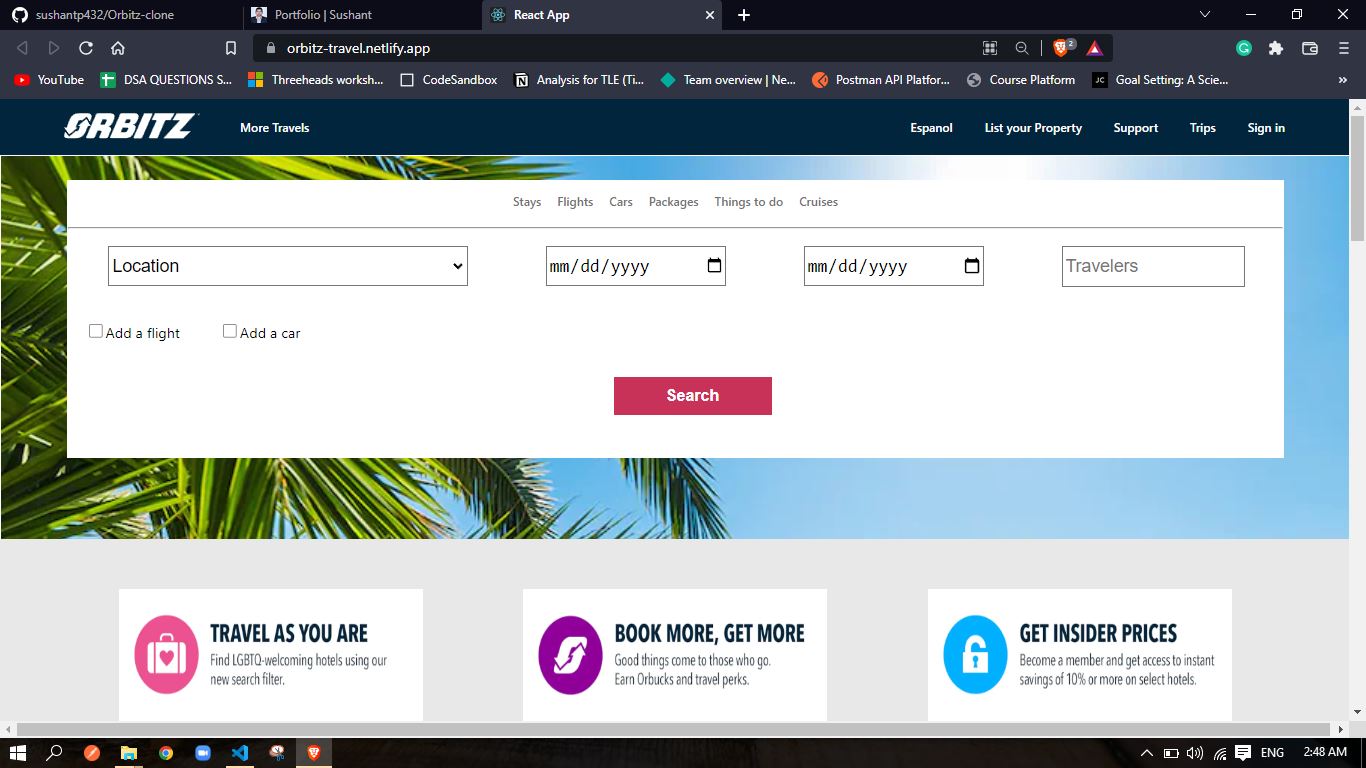 sushantp432/Orbitz-clone
Portfolio | Sushant
React App
orbitz-travel.netlify.app
2
YouTube
DSA QUESTIONS S...
Threeheads worksh...
CodeSandbox
Analysis for TLE (Ti...
Team overview | Ne...
Postman API Platfor...
Course Platform
JC
Goal Setting: A Scie...
»
ORBITZ
More Travels
Espanol
List your Property
Support
Trips
Sign in
Stays
Flights
Cars
Packages
Things to do
Cruises
Location
mm/dd/yyyy
mm/dd/yyyy
Travelers
Add a flight
Add a car
Search
TRAVEL AS YOU ARE
Find LGBTQ-welcoming hotels using our
new search filter.
BOOK MORE, GET MORE
Good things come to those who go.
Earn Orbucks and travel perks.
GET INSIDER PRICES
Become a member and get access to instant
savings of 10% or more on select hotels.
ENG
2:48 AM